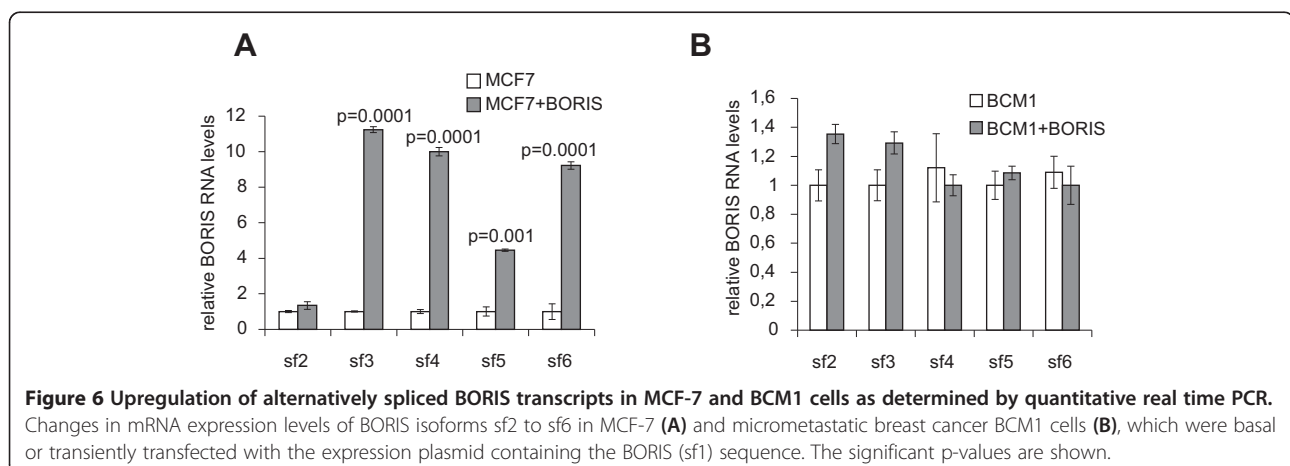 A
MCF7
MCF7+BORIS
relative BORIS RNA levels
12
10
8
6
4
2
0
p=0.0001
p=0.0001
p=0.001
p=0.0001
sf2 sf3 sf4 sf5 sf6
B
BCM1
BCM1+BORIS
relative BORIS RNA levels
1,6
1,4
1,2
1
0,8
0,6
0,4
0,2
0
sf2 sf3 sf4 sf5 sf6
Figure 6 Upregulation of alternatively spliced BORIS transcripts in MCF-7 and BCM1 cells as determined by quantitative real time PCR.
Changes in mRNA expression levels of BORIS isoforms sf2 to sf6 in MCF-7 (A) and micrometastatic breast cancer BCM1 cells (B), which were basal
or transiently transfected with the expression plasmid containing the BORIS (sf1) sequence. The significant p-values are shown.